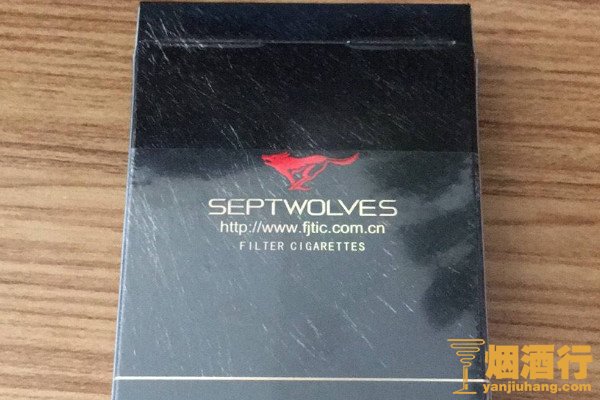 SEPTWOLVES
http://www.fjtic.com.cn
FILTER CIGARETTES
烟酒行
yanjiuhang.com